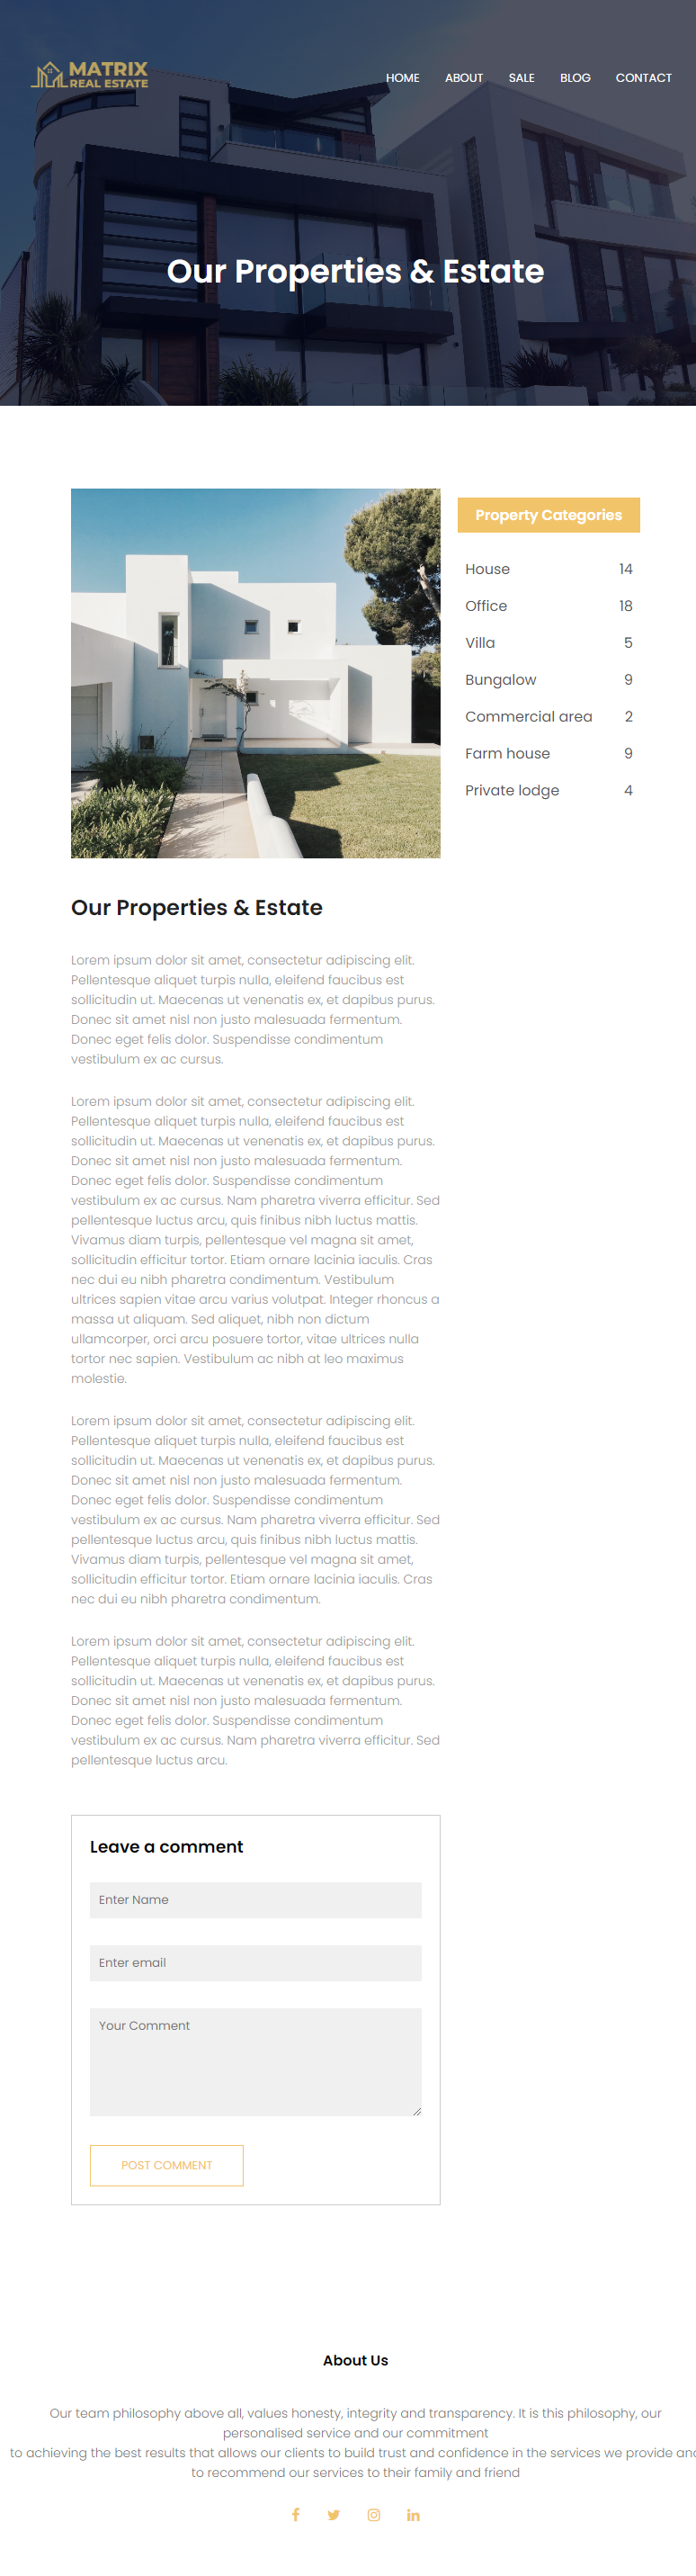 MATRIX
REAL ESTATE
HOME ABOUT SALE BLOG CONTACT
Our Properties & Estate
Property Categories
House 14
Office 18
Villa 5
Bungalow 9
Commercial area 2
Farm house 9
Private lodge 4
Our Properties & Estate
Lorem ipsum dolor sit amet, consectetur adipiscing elit.
Pellentesque aliquet turpis nulla, eleifend faucibus est
sollicitudin ut. Maecenas ut venenatis ex, et dapibus purus.
Donec sit amet nisl non justo malesuada fermentum.
Donec eget felis dolor. Suspendisse condimentum
vestibulum ex ac cursus.
Lorem ipsum dolor sit amet, consectetur adipiscing elit.
Pellentesque aliquet turpis nulla, eleifend faucibus est
sollicitudin ut. Maecenas ut venenatis ex, et dapibus purus.
Donec sit amet nisl non justo malesuada fermentum.
Donec eget felis dolor. Suspendisse condimentum
vestibulum ex ac cursus. Nam pharetra viverra efficitur. Sed
pellentesque luctus arcu, quis finibus nibh luctus mattis.
Vivamus diam turpis, pellentesque vel magna sit amet,
sollicitudin efficitur tortor. Etiam ornare lacinia iaculis. Cras
nec dui eu nibh pharetra condimentum. Vestibulum
ultrices sapien vitae arcu varius volutpat. Integer rhoncus a
massa ut aliquam. Sed aliquet, nibh non dictum
ullamcorper, orci arcu posuere tortor, vitae ultrices nulla
tortor nec sapien. Vestibulum ac nibh at leo maximus
molestie.
Lorem ipsum dolor sit amet, consectetur adipiscing elit.
Pellentesque aliquet turpis nulla, eleifend faucibus est
sollicitudin ut. Maecenas ut venenatis ex, et dapibus purus.
Donec sit amet nisl non justo malesuada fermentum.
Donec eget felis dolor. Suspendisse condimentum
vestibulum ex ac cursus. Nam pharetra viverra efficitur. Sed
pellentesque luctus arcu, quis finibus nibh luctus mattis.
Vivamus diam turpis, pellentesque vel magna sit amet,
sollicitudin efficitur tortor. Etiam ornare lacinia iaculis. Cras
nec dui eu nibh pharetra condimentum.
Lorem ipsum dolor sit amet, consectetur adipiscing elit.
Pellentesque aliquet turpis nulla, eleifend faucibus est
sollicitudin ut. Maecenas ut venenatis ex, et dapibus purus.
Donec sit amet nisl non justo malesuada fermentum.
Donec eget felis dolor. Suspendisse condimentum
vestibulum ex ac cursus. Nam pharetra viverra efficitur. Sed
pellentesque luctus arcu.
Leave a comment
Enter Name
Enter email
Your Comment
POST COMMENT
About Us
Our team philosophy above all, values honesty, integrity and transparency. It is this philosophy, our
personalised service and our commitment
to achieving the best results that allows our clients to build trust and confidence in the services we provide and
to recommend our services to their family and friend